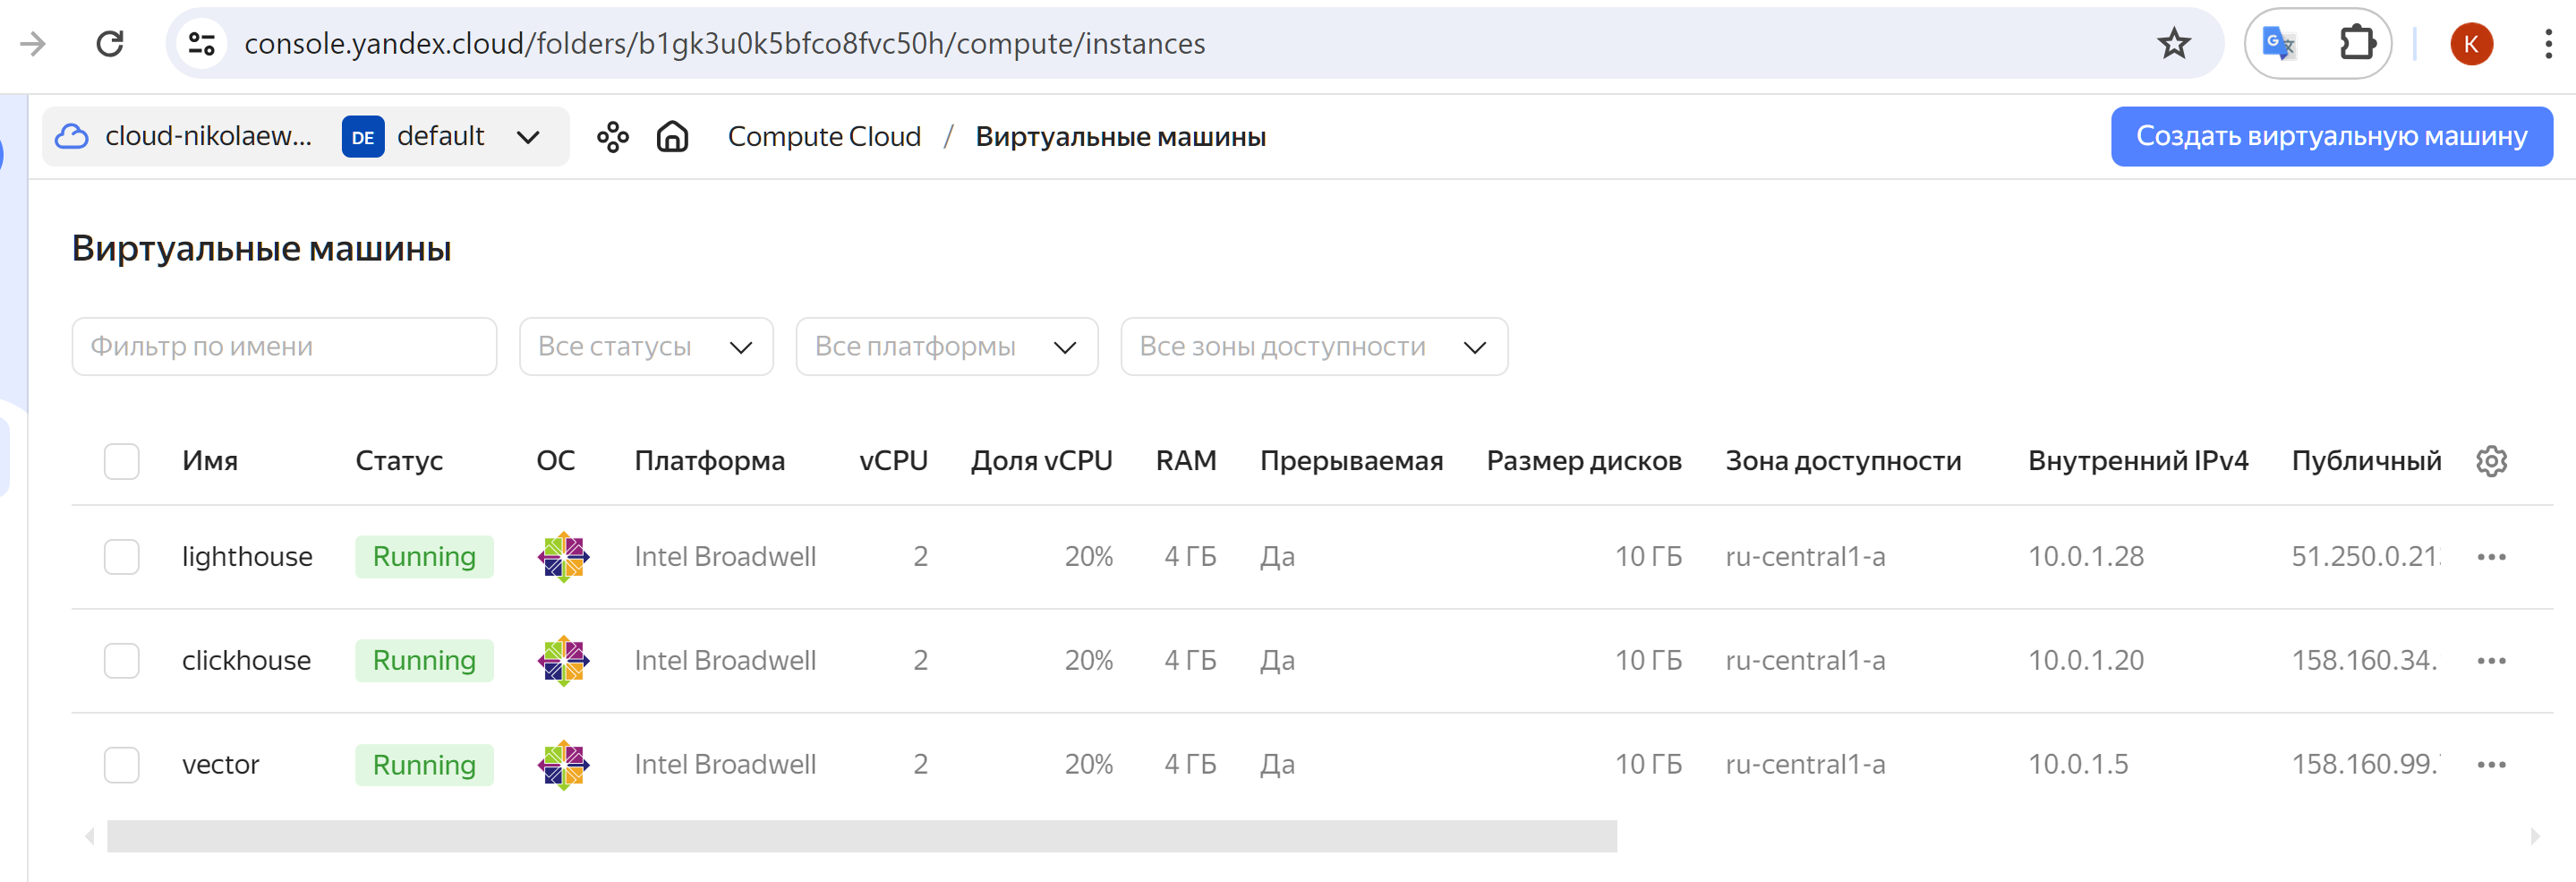 console.yandex.cloud/folders/b1gk3u0k5bfco8fvc50h/compute/instances
K
cloud-nikolaew... DE default Compute Cloud / Виртуальные машины Создать виртуальную машину
Виртуальные машины
Фильтр по имени Все статусы Все платформы Все зоны доступности
Имя Статус ОС Платформа vCPU Доля vCPU RAM Прерываемая Размер дисков Зона доступности Внутренний IPv4 Публичный
lighthouse Running Intel Broadwell 2 20% 4 ГБ Да 10 ГБ ru-central1-a 10.0.1.28 51.250.0.21
clickhouse Running Intel Broadwell 2 20% 4 ГБ Да 10 ГБ ru-central1-a 10.0.1.20 158.160.34.
vector Running Intel Broadwell 2 20% 4 ГБ Да 10 ГБ ru-central1-a 10.0.1.5 158.160.99.